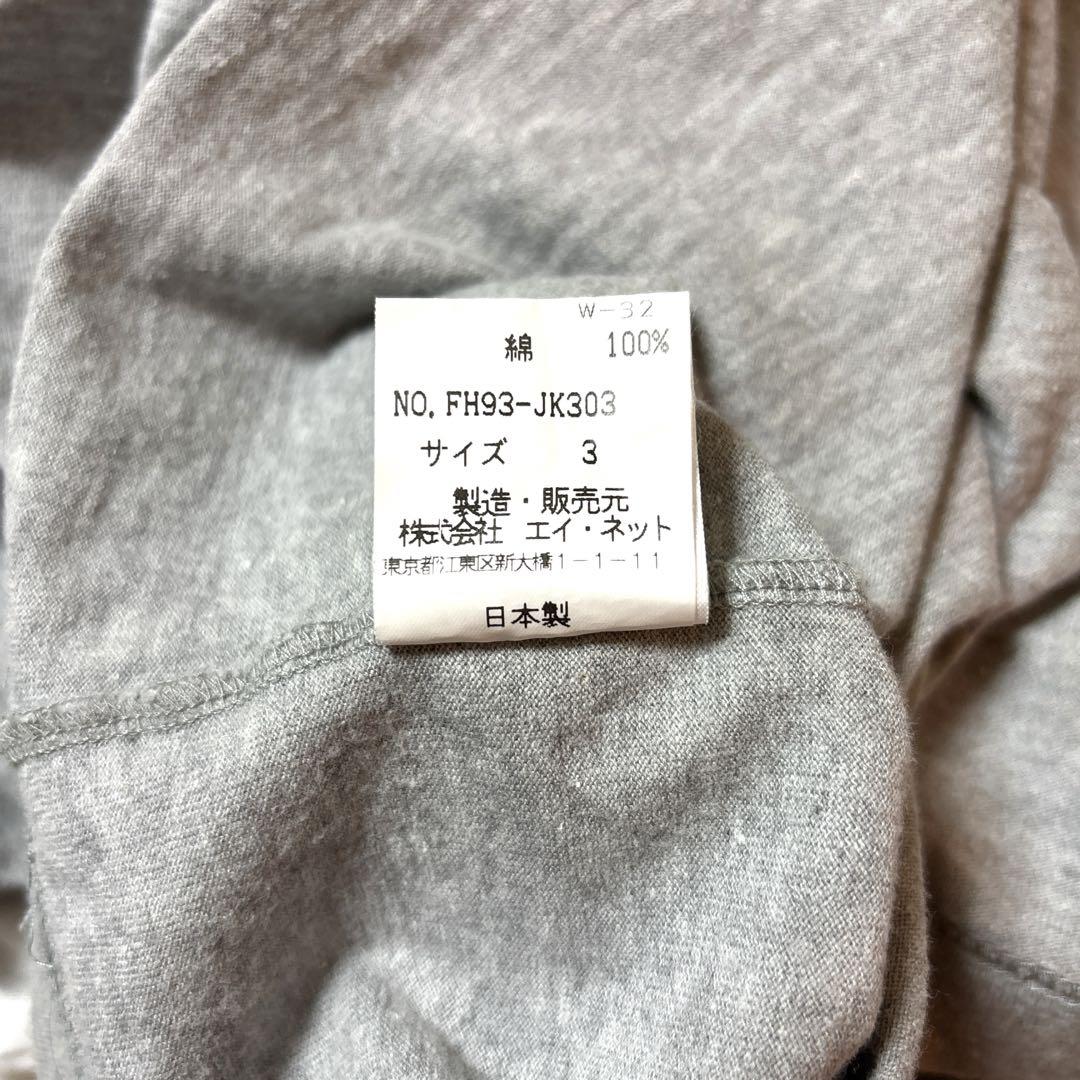 W-32
綿 100%
NO.FH93-JK303
サイズ 3
製造・販売元
株式会社 エイ・ネット
東京都江東区新大橋1-1-11
日本製